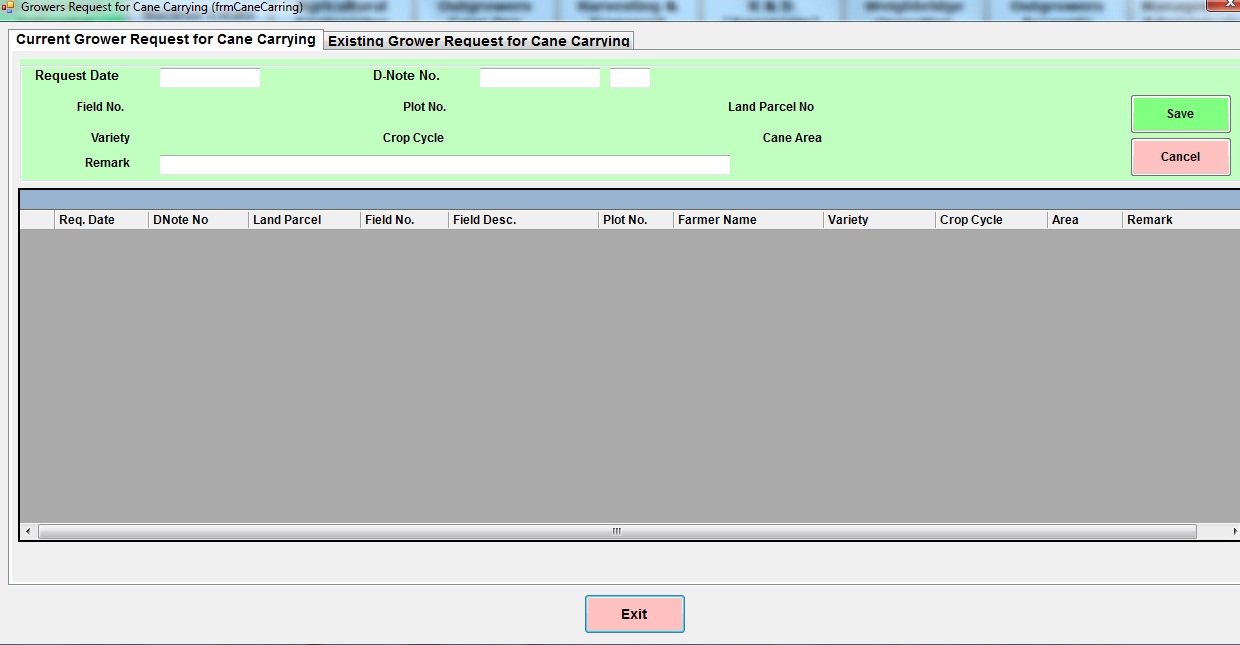 Growers Request for Cane Carrying (frmCaneCarring)
Current Grower Request for Cane Carrying Existing Grower Request for Cane Carrying
Request Date D-Note No.
Field No. Plot No. Land Parcel No
Save
Variety Crop Cycle Cane Area
Remark
Cancel
Req. Date DNote No Land Parcel Field No. Field Desc. Plot No. Farmer Name Variety Crop Cycle Area Remark
Exit